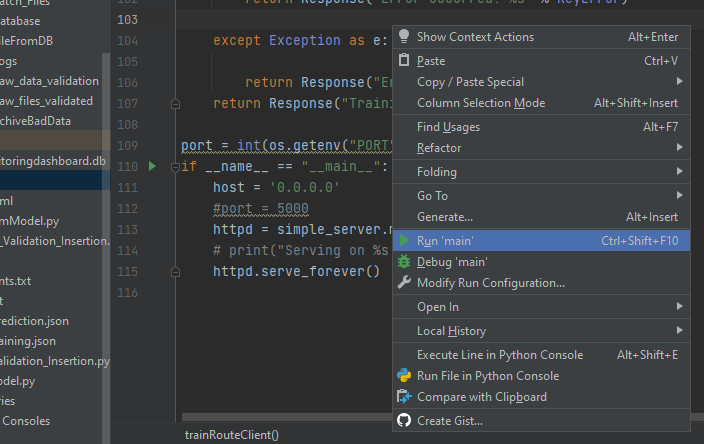 atch_Files
atabase
ileFromDB
ogs
aw_data_validation
aw_files_validated
rchiveBadData
itoringdashboard.db
ml
mModel.py
_Validation_Insertion.
nts.txt
rediction.json
aining.json
alidation_Insertion.py
odel.py
ries
Consoles
103
104 except Exception as e:
105
106 return Response("Er
107 return Response("Traini
108
109 port = int(os.getenv("PORT"
110 if __name__ == "__main__":
111 host = '0.0.0.0'
112 #port = 5000
113 httpd = simple_server.m
114 # print("Serving on %s
115 httpd.serve_forever()
116
trainRouteClient()
Show Context Actions Alt+Enter
Paste Ctrl+V
Copy / Paste Special
Column Selection Mode Alt+Shift+Insert
Find Usages Alt+F7
Refactor
Folding
Go To
Generate... Alt+Insert
Run 'main' Ctrl+Shift+F10
Debug 'main'
Modify Run Configuration...
Open In
Local History
Execute Line in Python Console Alt+Shift+E
Run File in Python Console
Compare with Clipboard
Create Gist...